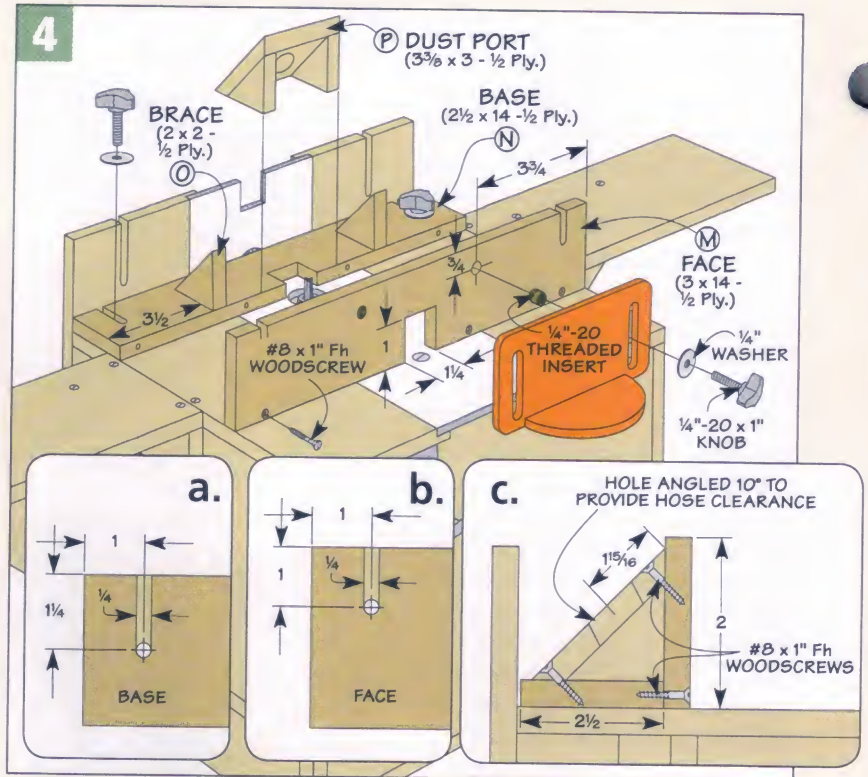 4
P DUST PORT
(3⅜ x 3 - ½ Ply.)
BASE
(2½ x 14 -½ Ply.)
N
BRACE
(2 x 2 -
½ Ply.)
O
3¾
M
FACE
(3 x 14 -
½ Ply.)
¾
3½
#8 x 1" Fh
WOODSCREW
1
1¼
¼"-20
THREADED
INSERT
¼"
WASHER
¼"-20 x 1"
KNOB
a.
1
1¼
¼
BASE
b.
1
1
¼
FACE
c.
HOLE ANGLED 10° TO
PROVIDE HOSE CLEARANCE
1 15/16
2
#8 x 1" Fh
WOODSCREWS
2½